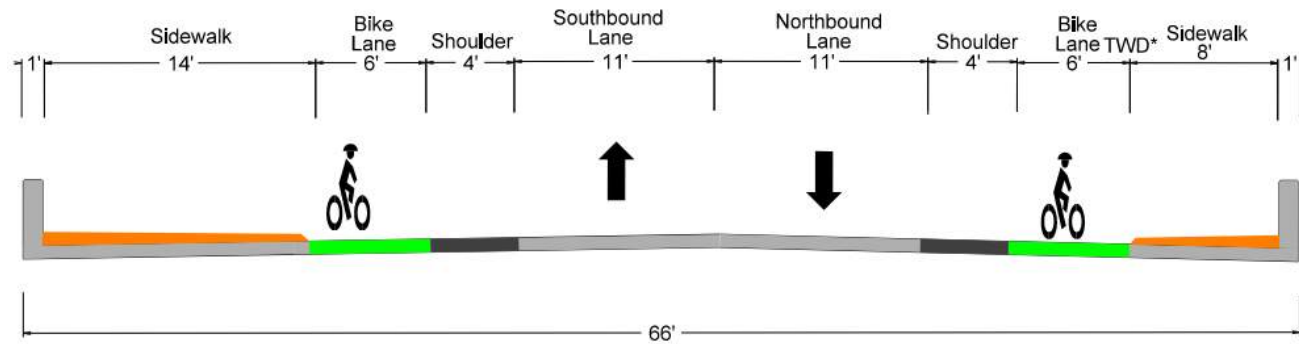 Sidewalk
Bike
Lane
Shoulder
Southbound
Lane
Northbound
Lane
Shoulder
Bike
Lane
TWD*
Sidewalk
1'
14'
6'
4'
11'
11'
4'
6'
8'
1'
66'